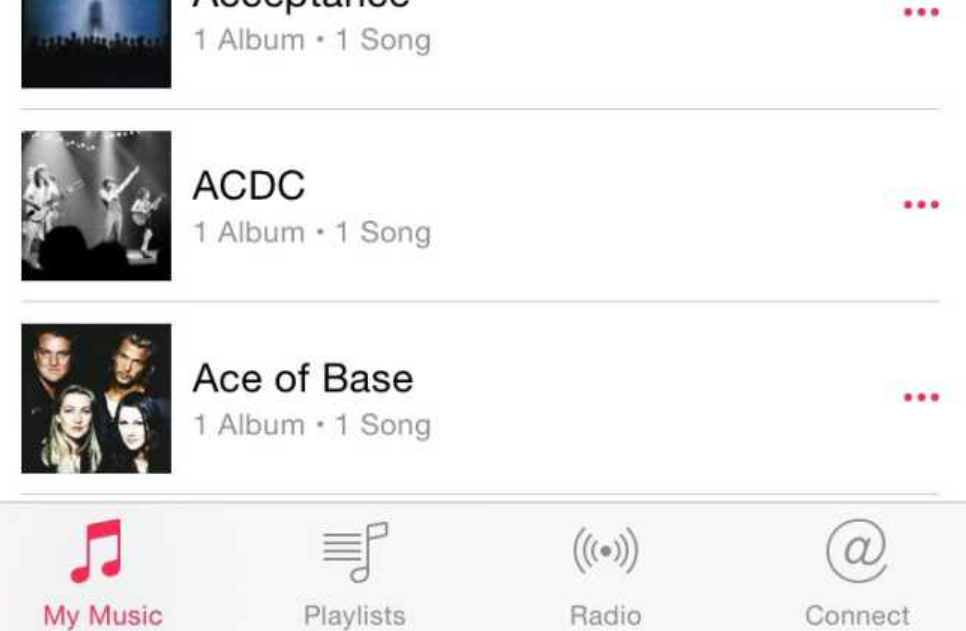 Acceptance
1 Album • 1 Song
ACDC
1 Album • 1 Song
Ace of Base
1 Album • 1 Song
My Music
Playlists
Radio
Connect